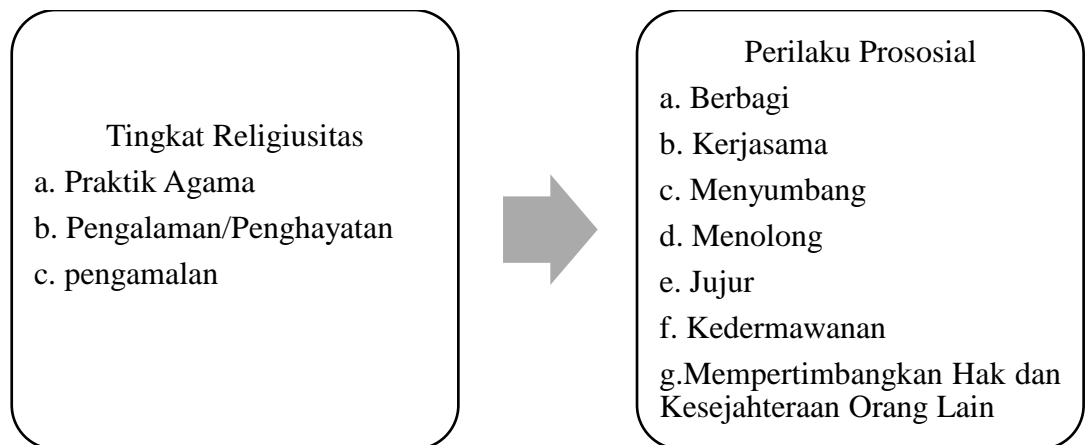 Tingkat Religiusitas
a. Praktik Agama
b. Pengalaman/Penghayatan
c. pengamalan
Perilaku Prososial
a. Berbagi
b. Kerjasama
c. Menyumbang
d. Menolong
e. Jujur
f. Kedermawanan
g.Mempertimbangkan Hak dan
Kesejahteraan Orang Lain